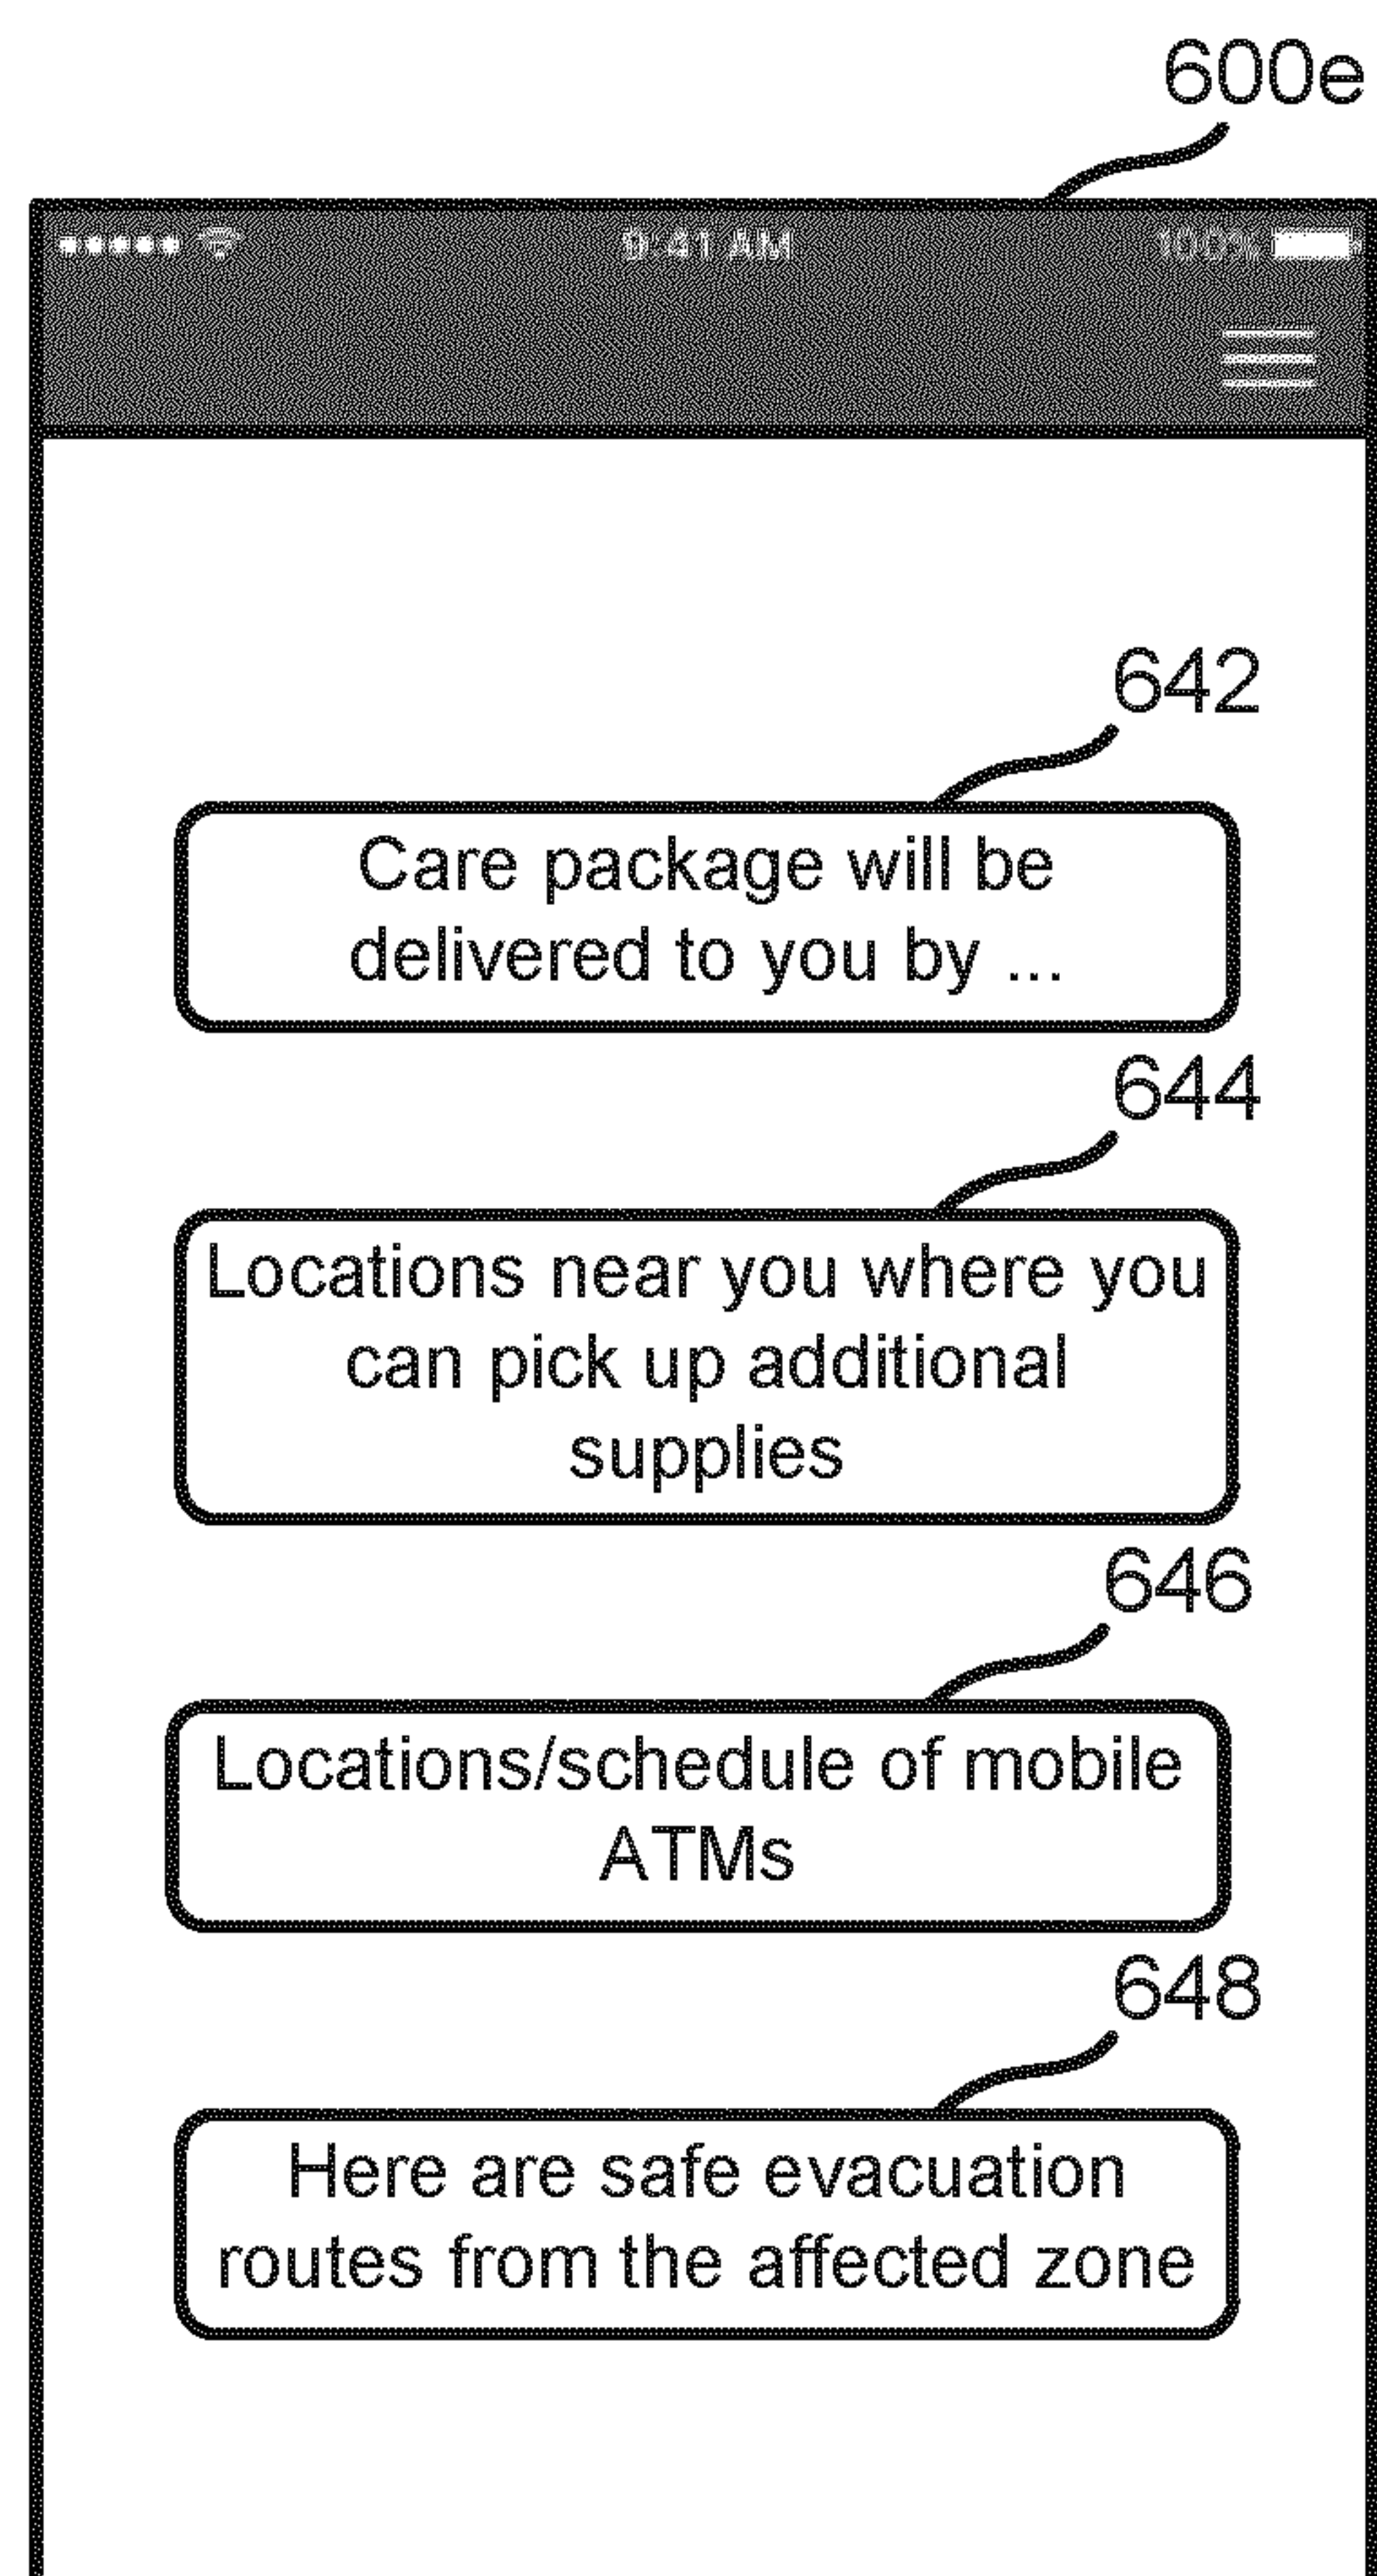 600e
9:41 AM 100%
642
Care package will be
delivered to you by ...
644
Locations near you where you
can pick up additional
supplies
646
Locations/schedule of mobile
ATMs
648
Here are safe evacuation
routes from the affected zone